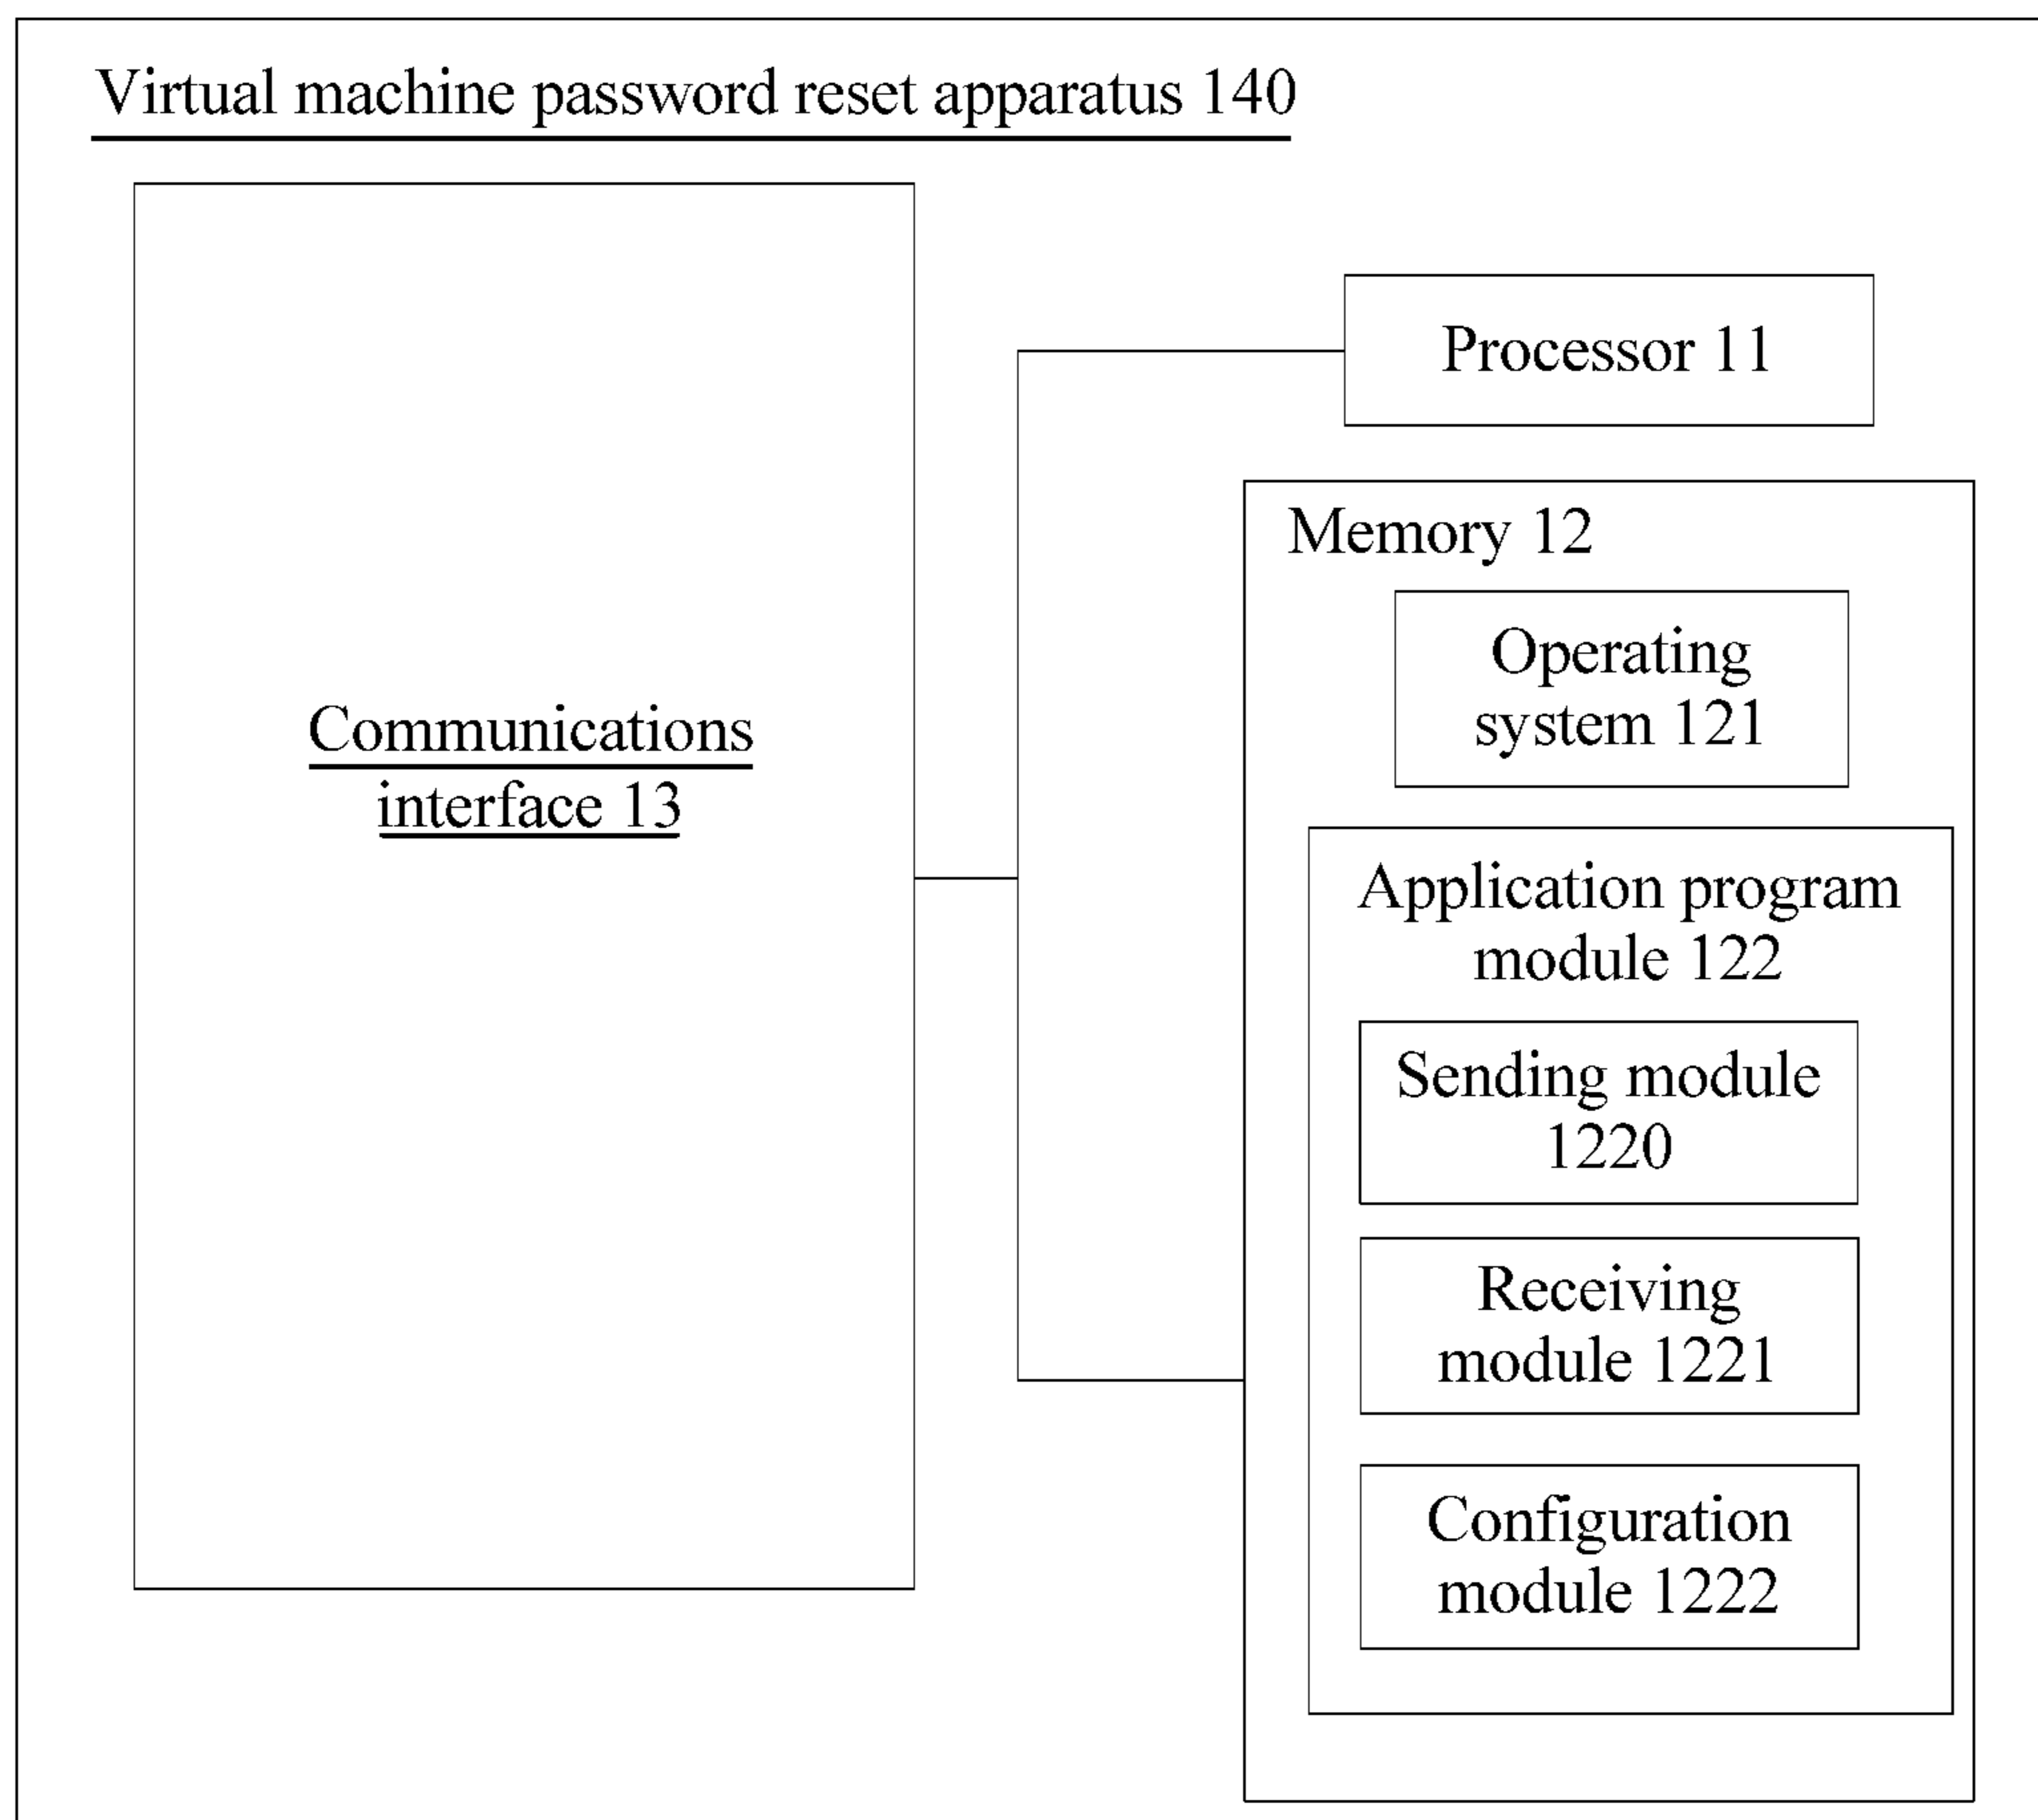 Virtual machine password reset apparatus 140
Communications
interface 13
Processor 11
Memory 12
Operating
system 121
Application program
module 122
Sending module
1220
Receiving
module 1221
Configuration
module 1222